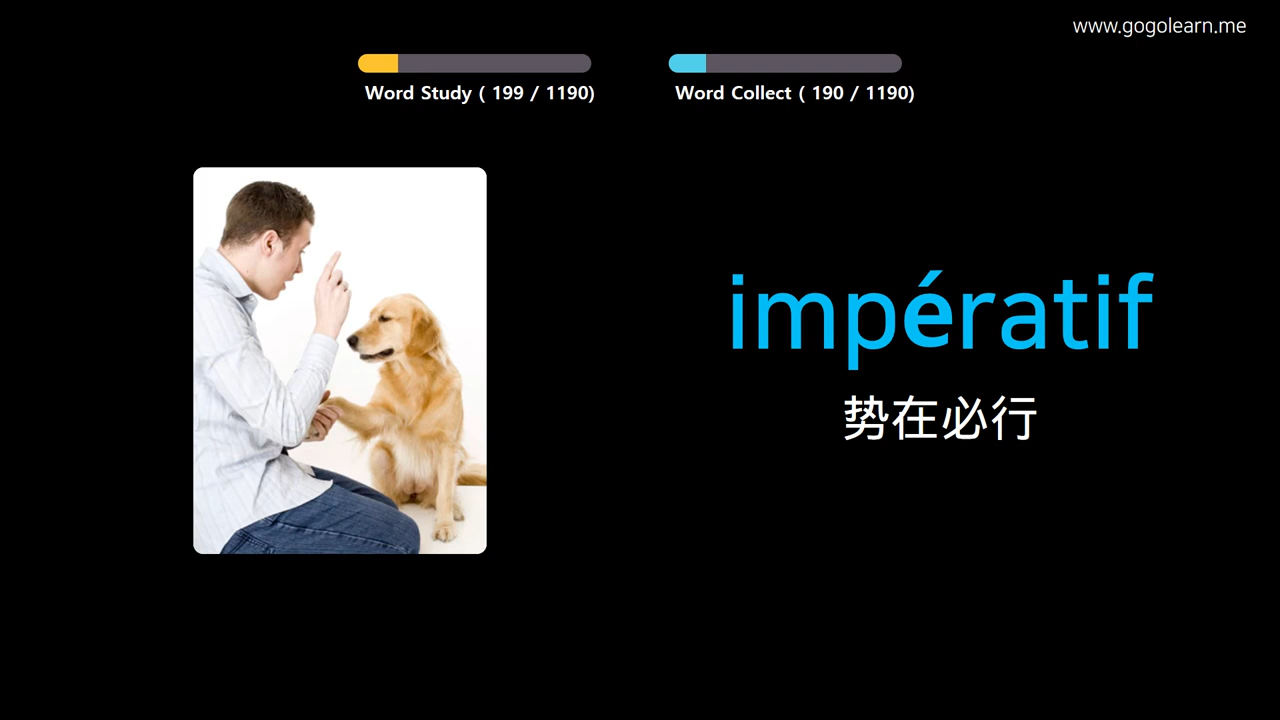 www.gogolearn.me
Word Study ( 199 / 1190)
Word Collect ( 190 / 1190)
impératif
势在必行